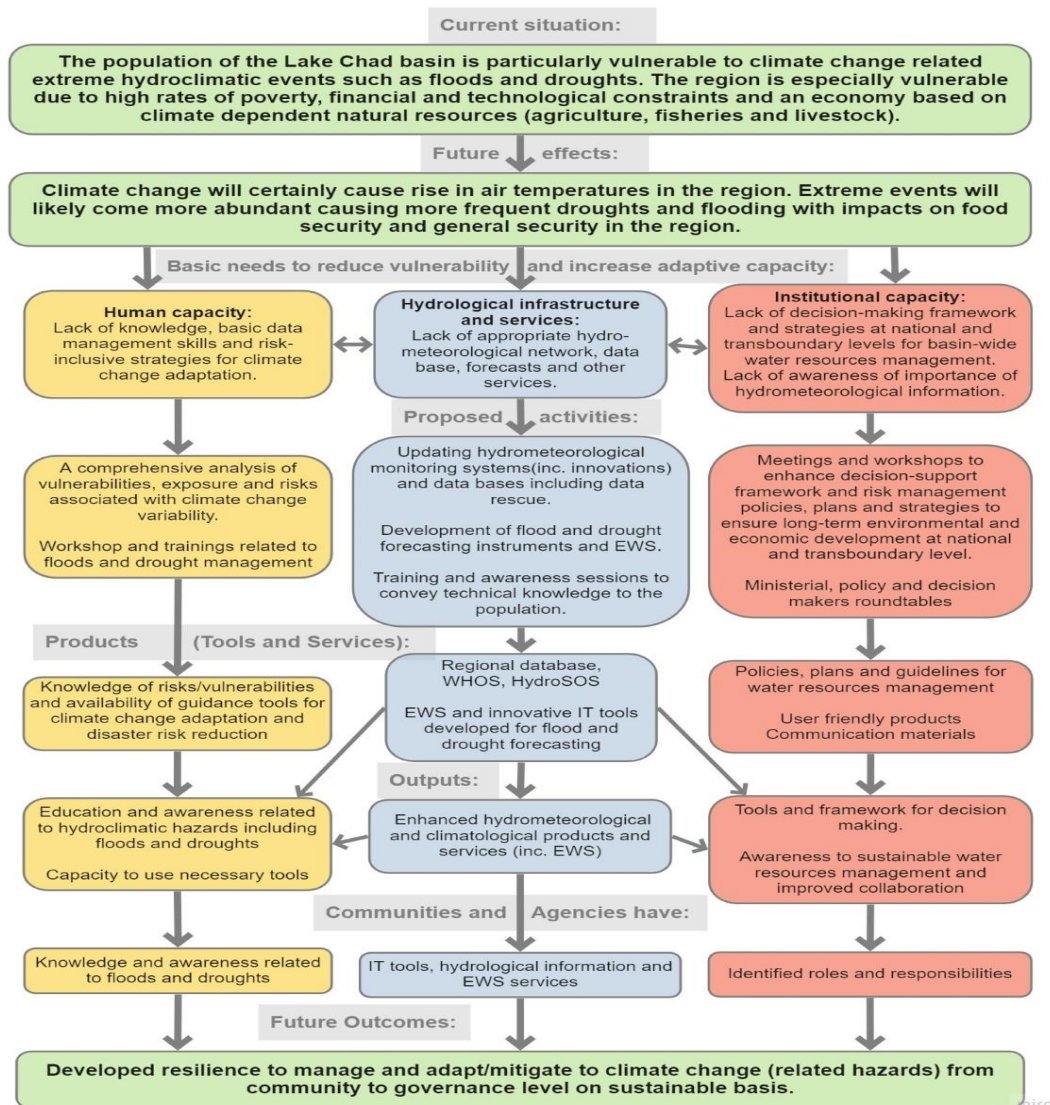 Current situation:
The population of the Lake Chad basin is particularly vulnerable to climate change related
extreme hydroclimatic events such as floods and droughts. The region is especially vulnerable
due to high rates of poverty, financial and technological constraints and an economy based on
climate dependent natural resources (agriculture, fisheries and livestock).
Future effects:
Climate change will certainly cause rise in air temperatures in the region. Extreme events will
likely come more abundant causing more frequent droughts and flooding with impacts on food
security and general security in the region.
Basic needs to reduce vulnerability and increase adaptive capacity:
Human capacity:
Lack of knowledge, basic data
management skills and risk-
inclusive strategies for climate
change adaptation.
Hydrological infrastructure
and services:
Lack of appropriate hydro-
meteorological network, data
base, forecasts and other
services.
Institutional capacity:
Lack of decision-making framework
and strategies at national and
transboundary levels for basin-wide
water resources management.
Lack of awareness of importance of
hydrometeorological information.
Proposed activities:
A comprehensive analysis of
vulnerabilities, exposure and risks
associated with climate change
variability.
Workshop and trainings related to
floods and drought management
Updating hydrometeorological
monitoring systems(inc. innovations)
and data bases including data
rescue.
Development of flood and drought
forecasting instruments and EWS.
Training and awareness sessions to
convey technical knowledge to the
population.
Meetings and workshops to
enhance decision-support
framework and risk management
policies, plans and strategies to
ensure long-term environmental and
economic development at national
and transboundary level.
Ministerial, policy and decision
makers roundtables
Products (Tools and Services):
Knowledge of risks/vulnerabilities
and availability of guidance tools for
climate change adaptation and
disaster risk reduction
Regional database,
WHOS, HydroSOS
EWS and innovative IT tools
developed for flood and
drought forecasting
Policies, plans and guidelines for
water resources management
User friendly products
Communication materials
Outputs:
Education and awareness related
to hydroclimatic hazards including
floods and droughts
Capacity to use necessary tools
Enhanced hydrometeorological
and climatological products and
services (inc. EWS)
Tools and framework for decision
making.
Awareness to sustainable water
resources management and
improved collaboration
Communities and Agencies have:
Knowledge and awareness related
to floods and droughts
IT tools, hydrological information and
EWS services
Identified roles and responsibilities
Future Outcomes:
Developed resilience to manage and adapt/mitigate to climate change (related hazards) from
community to governance level on sustainable basis.